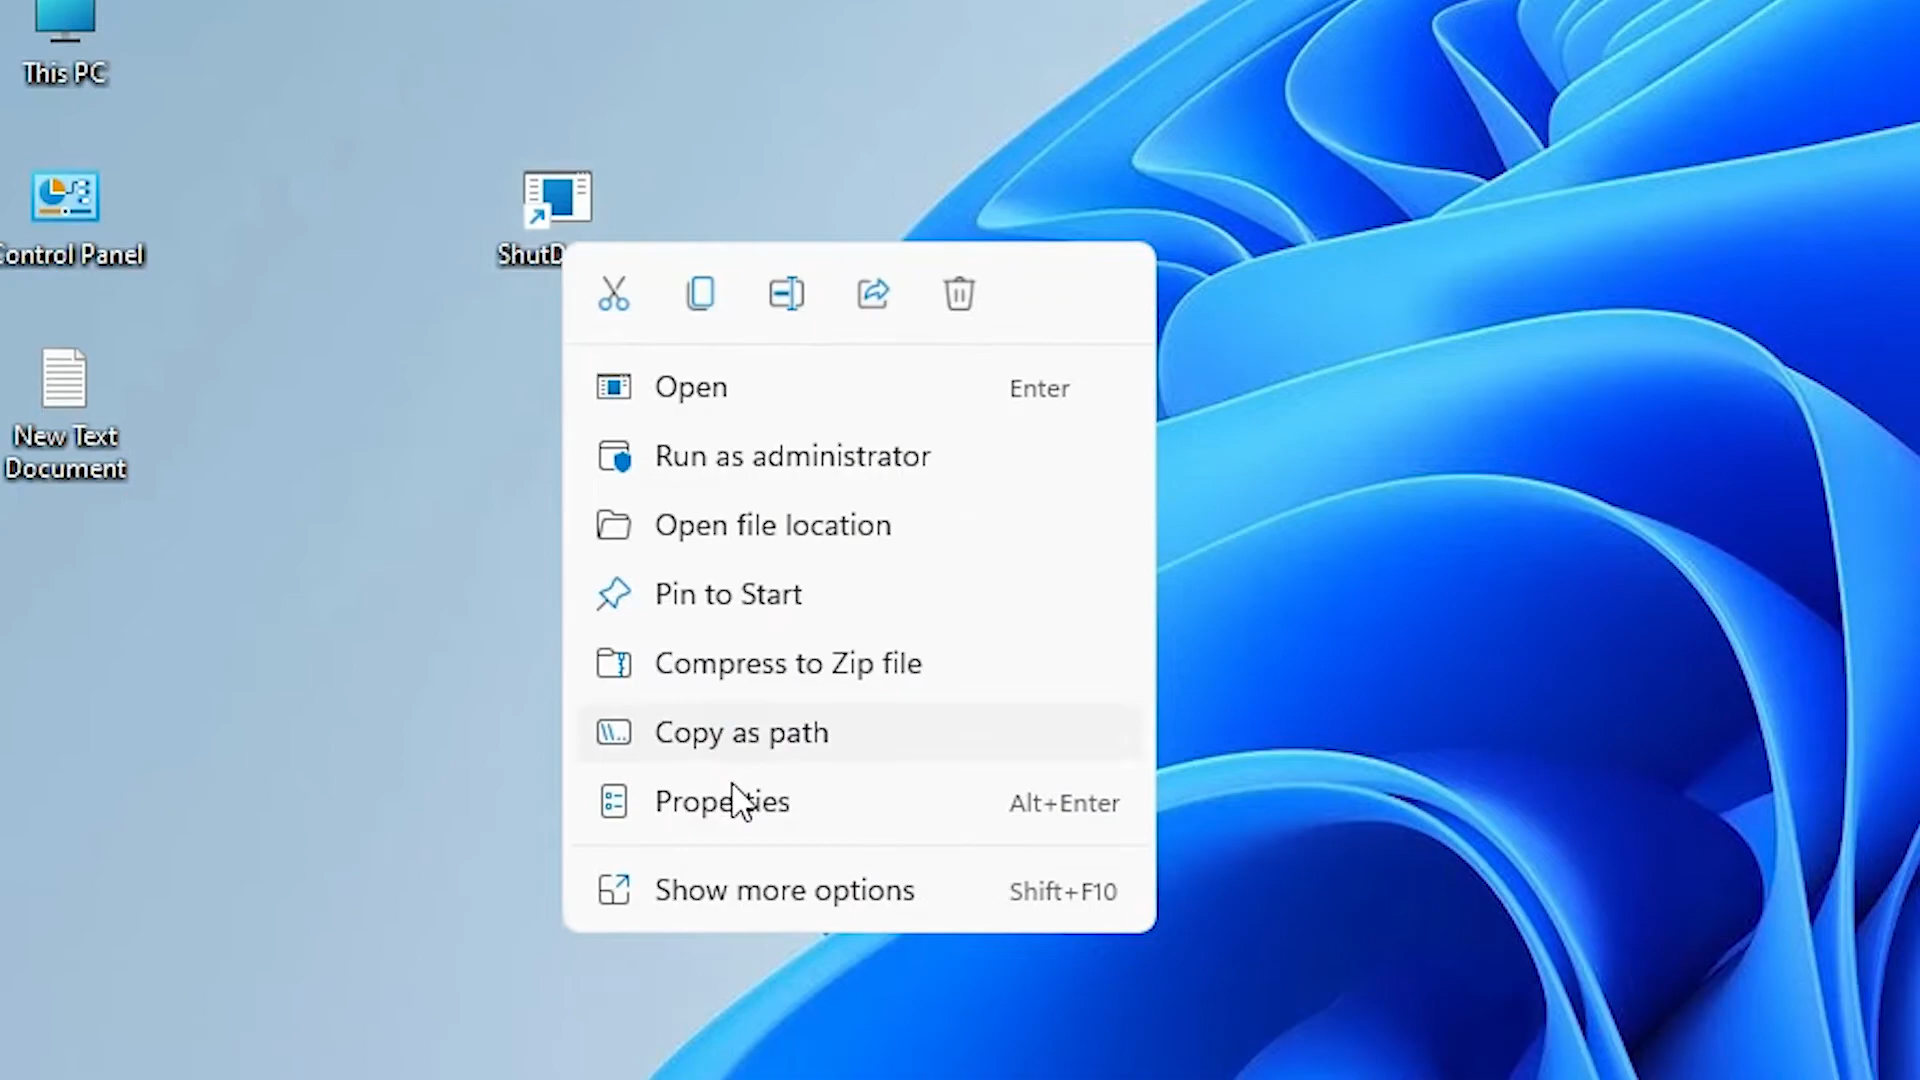 This PC
Control Panel
New Text
Document
Open Enter
Run as administrator
Open file location
Pin to Start
Compress to Zip file
Copy as path
Properties Alt+Enter
Show more options Shift+F10